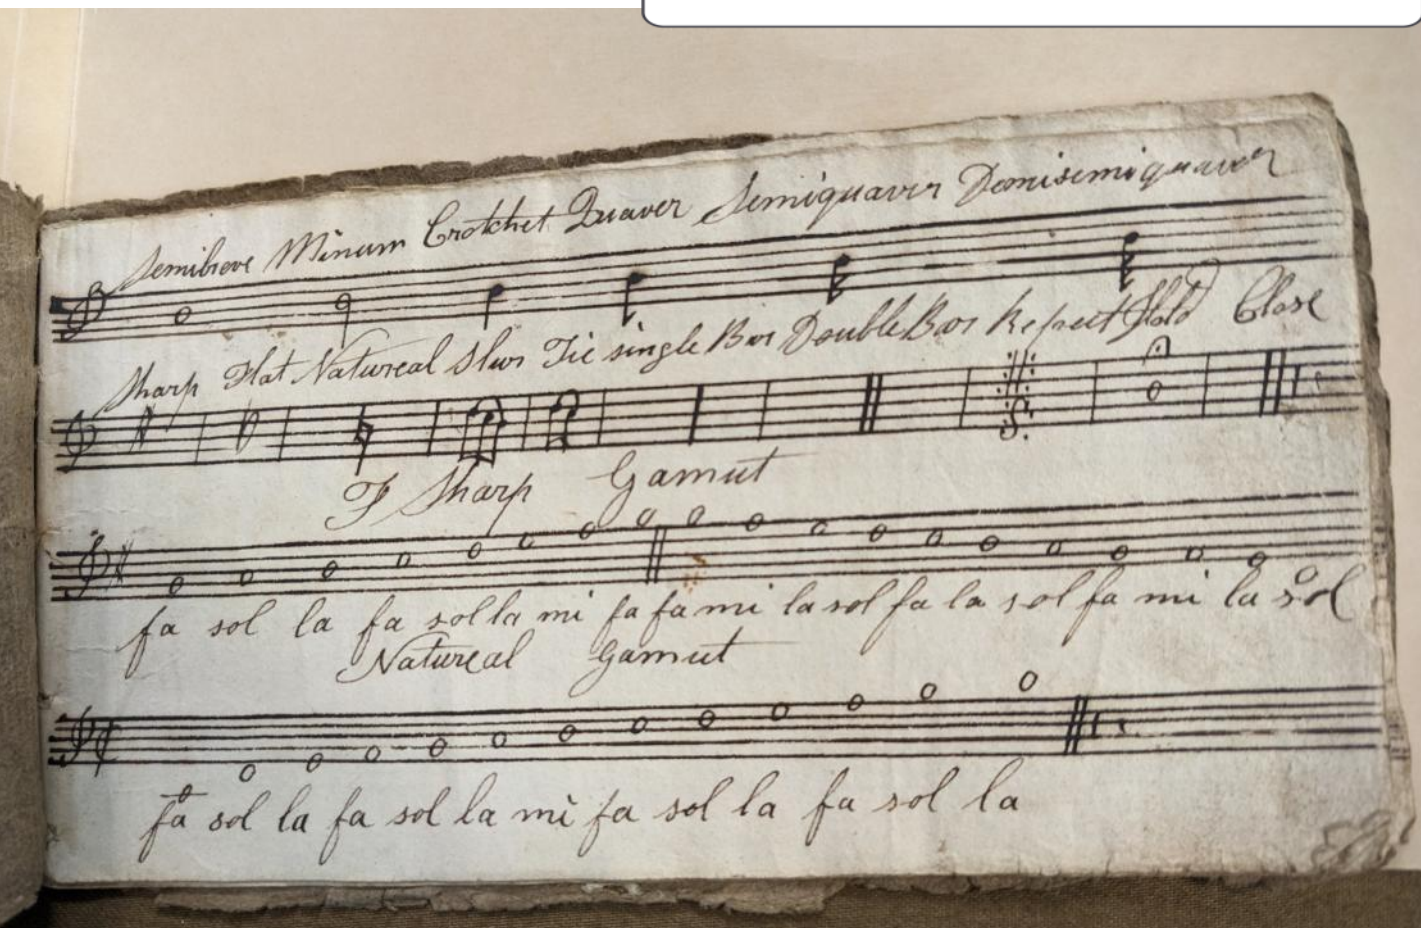 Semibreve Minum Crotchet Quaver Semiquaver Demisemiquaver
Sharp Flat Natureal Slur Tie single Bar Double Bar Repeat Hold Close
F Sharp Gamut
fa sol la fa sol la mi fa fa mi la sol fa la sol fa mi la sol
Natureal Gamut
fa sol la fa sol la mi fa sol la fa sol la